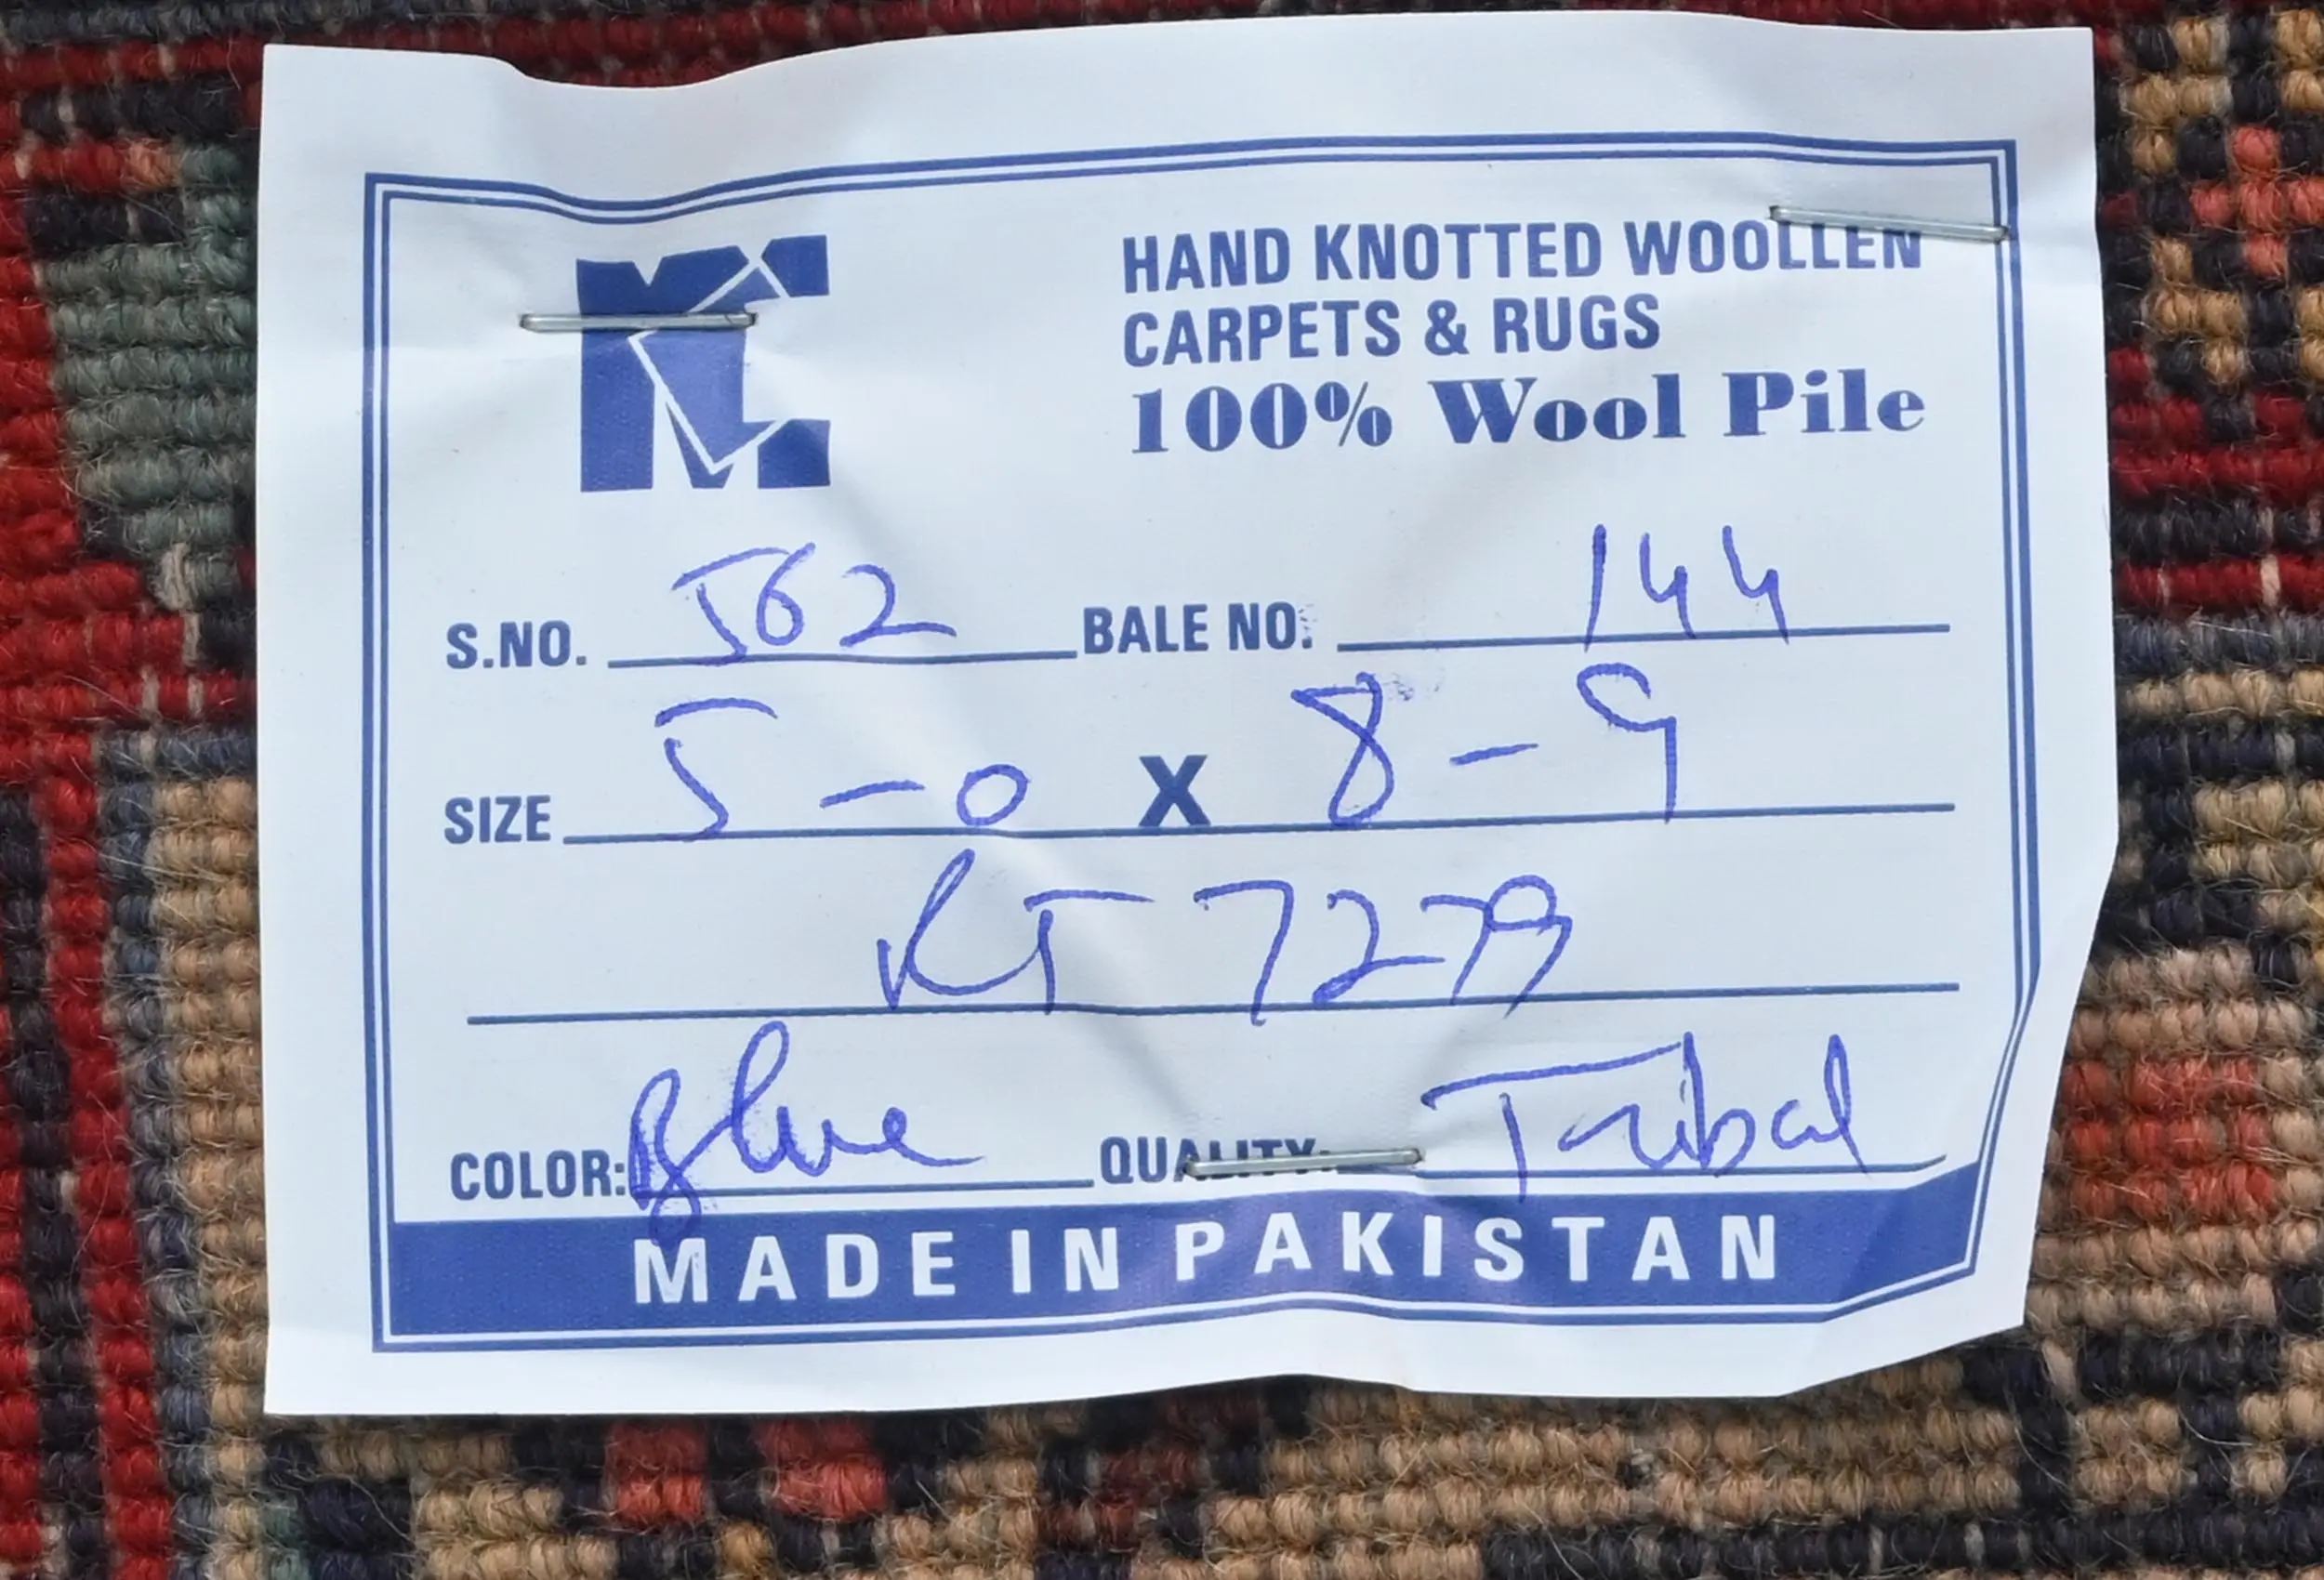 MC
HAND KNOTTED WOOLLEN
CARPETS & RUGS
100% Wool Pile
S.NO. 562 BALE NO: 144
SIZE 5-0 X 8-9
KT 7279
COLOR: Blue QUALITY: Tribal
MADE IN PAKISTAN